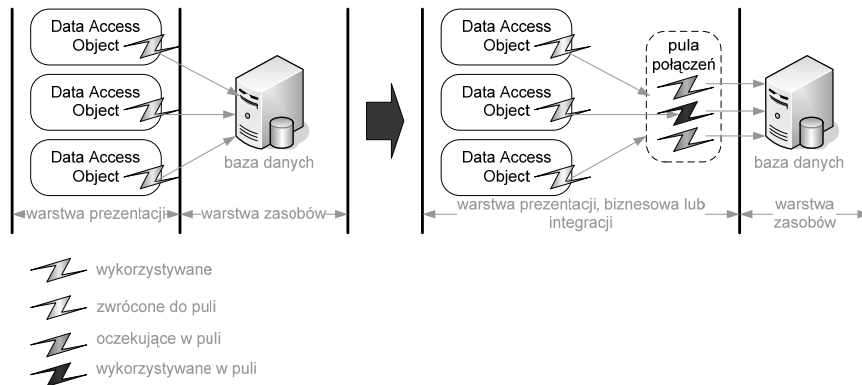 Data Access
Object
Data Access
Object
Data Access
Object
baza danych
warstwa prezentacji
warstwa zasobów
Data Access
Object
Data Access
Object
Data Access
Object
pula
połączeń
baza danych
warstwa prezentacji, biznesowa lub
integracji
warstwa
zasobów
wykorzystywane
zwrócone do puli
oczekujące w puli
wykorzystywane w puli